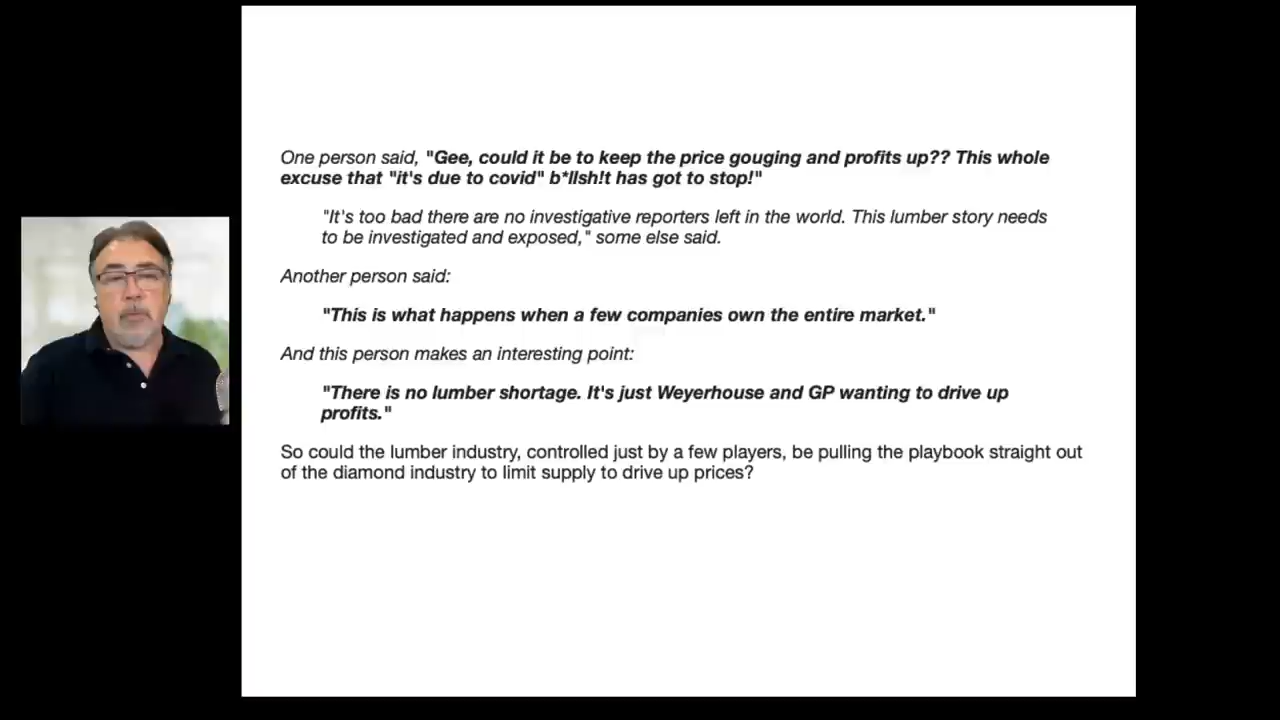 One person said, "Gee, could it be to keep the price gouging and profits up?? This whole
excuse that "it's due to covid" b*llsh!t has got to stop!"
"It's too bad there are no investigative reporters left in the world. This lumber story needs
to be investigated and exposed," some else said.
Another person said:
"This is what happens when a few companies own the entire market."
And this person makes an interesting point:
"There is no lumber shortage. It's just Weyerhouse and GP wanting to drive up
profits."
So could the lumber industry, controlled just by a few players, be pulling the playbook straight out
of the diamond industry to limit supply to drive up prices?